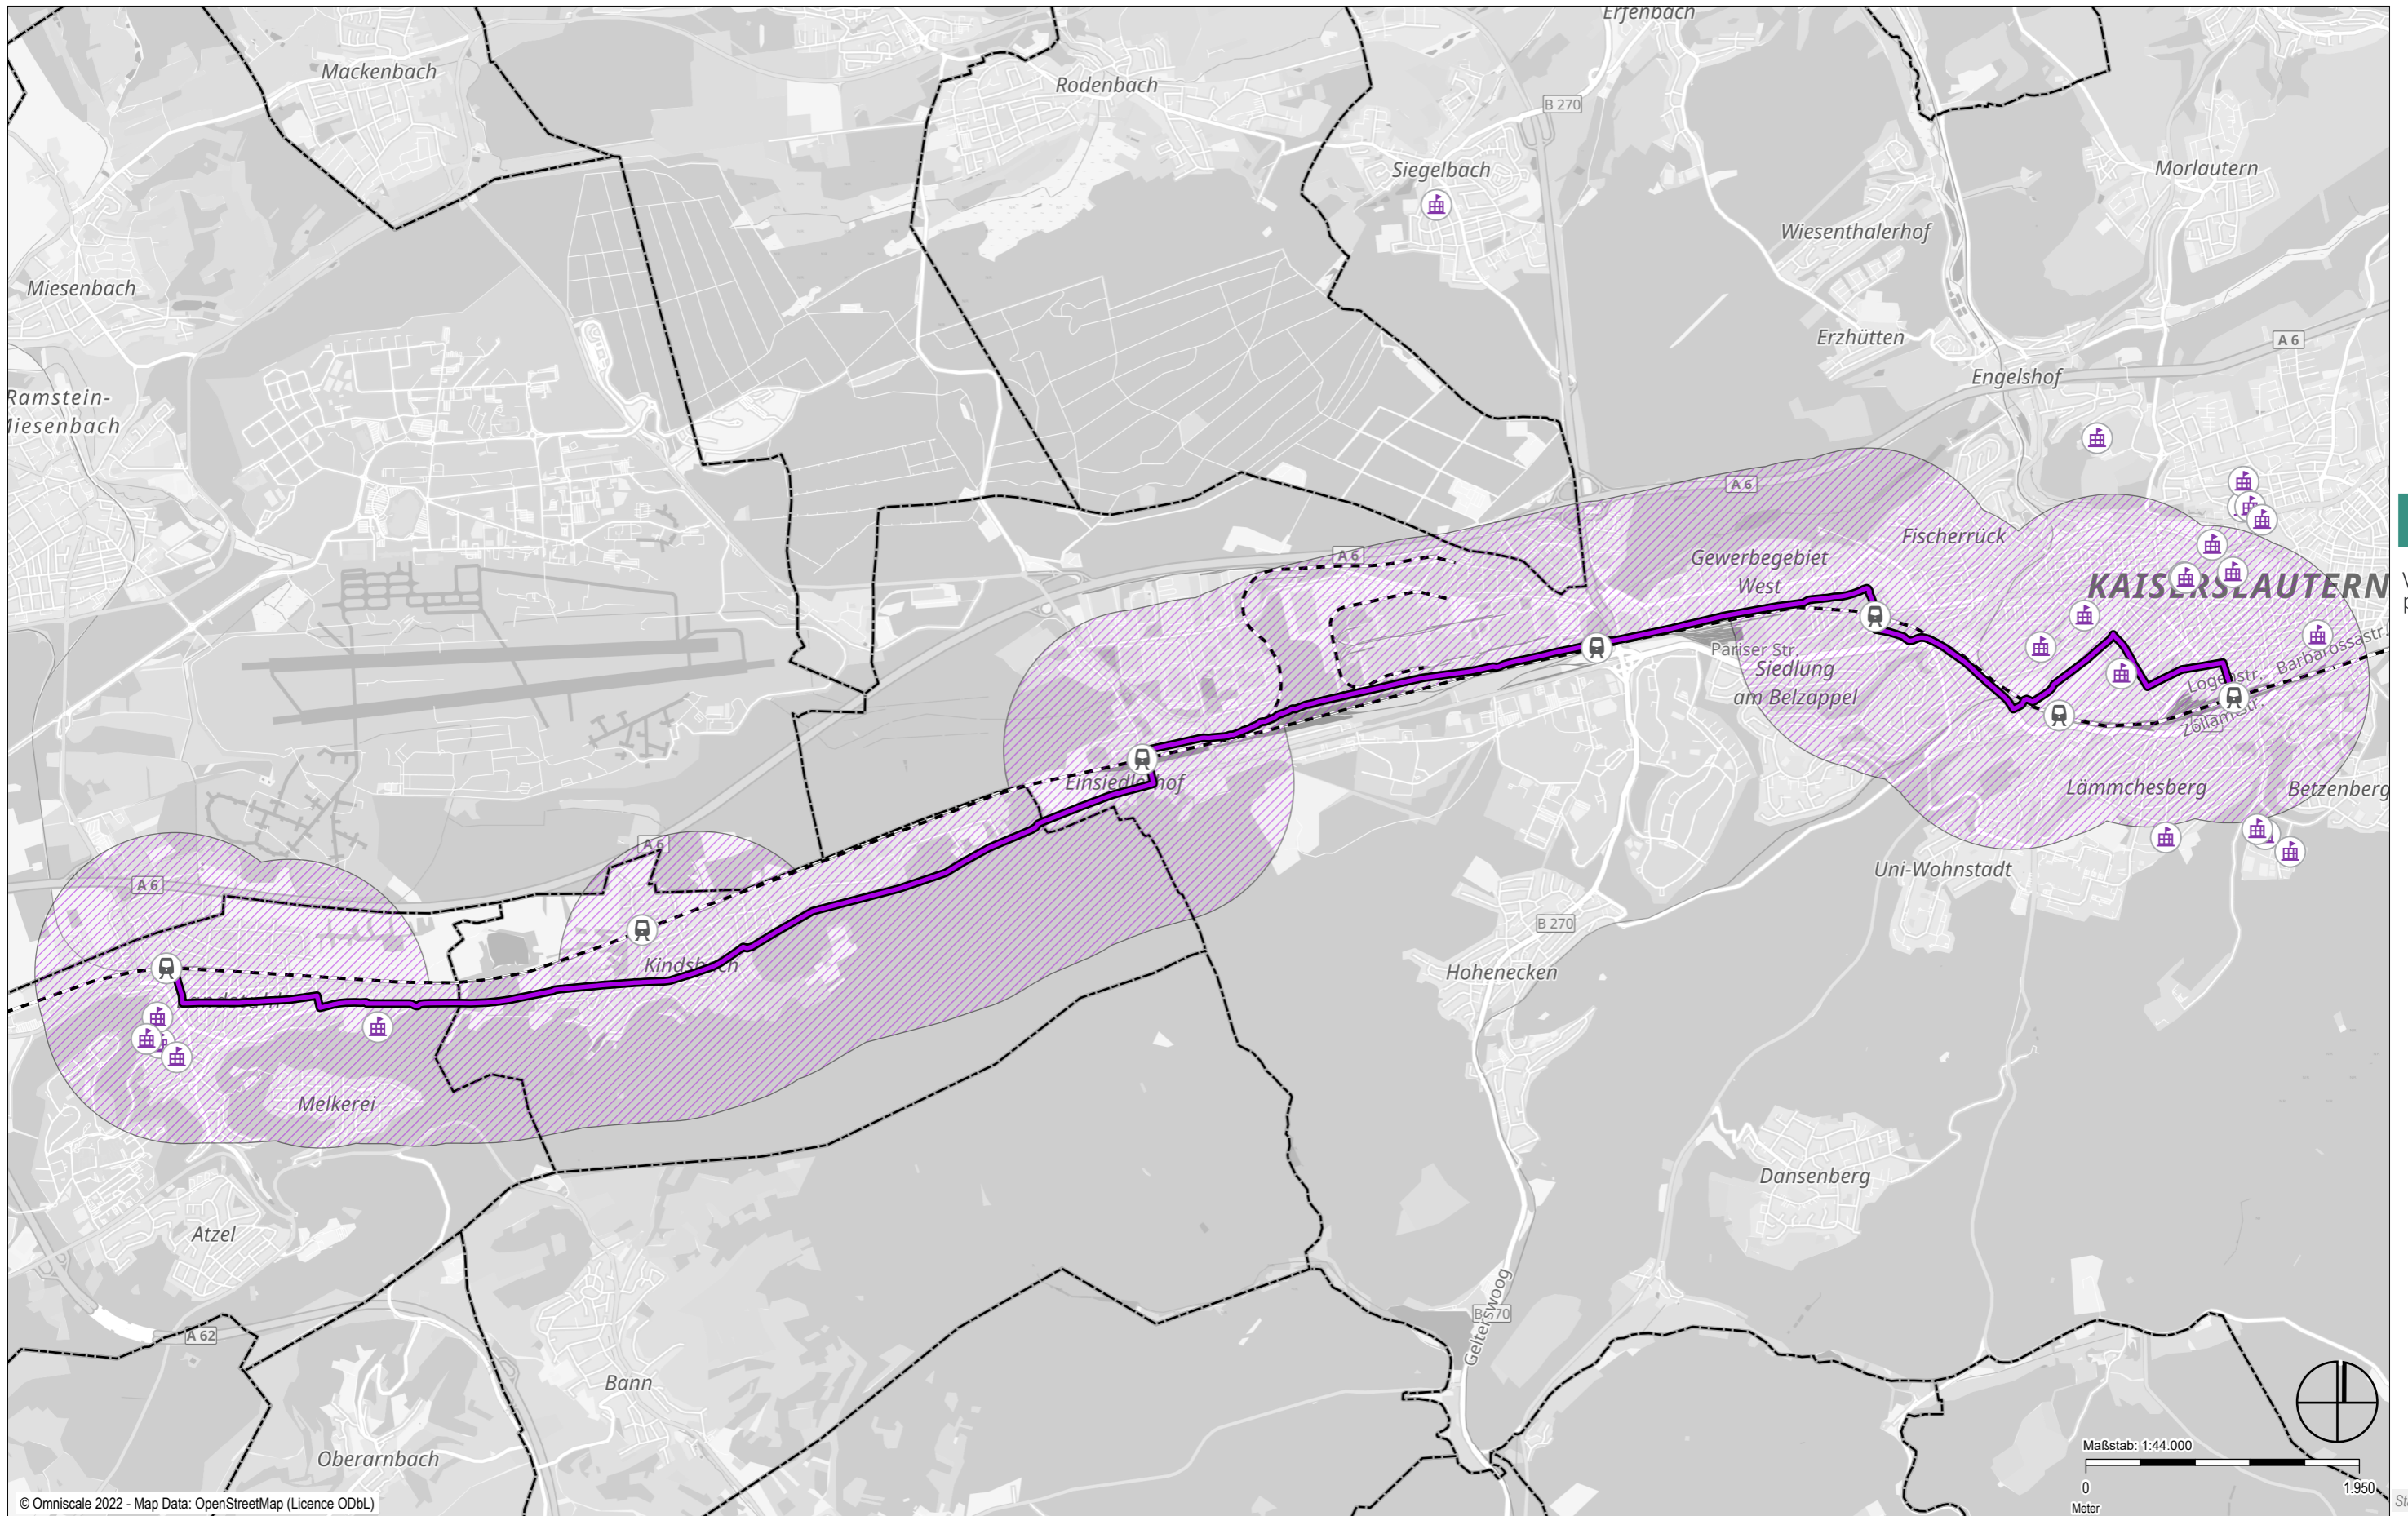 Erfenbach
Mackenbach
Rodenbach
B 270
Siegelbach
Morlautern
Wiesenthalerhof
Miesenbach
Erzhütten
A 6
Engelshof
Ramstein-
Miesenbach
A 6
Fischerrück
A 6
Gewerbegebiet
West
KAISERSLAUTERN
Barbarossastr.
Pariser Str.
Siedlung
am Belzappel
Logenstr.
Zollamtstr.
Einsiedlerhof
Lämmchesberg
Betzenberg
A 6
Uni-Wohnstadt
A 6
B 270
Kindsbach
Hohenecken
Melkerei
Dansenberg
Atzel
Gelterswoog
B 270
A 62
Bann
Oberarnbach
Maßstab: 1:44.000
0
1.950
Meter
© Omniscale 2022 - Map Data: OpenStreetMap (Licence ODbL)